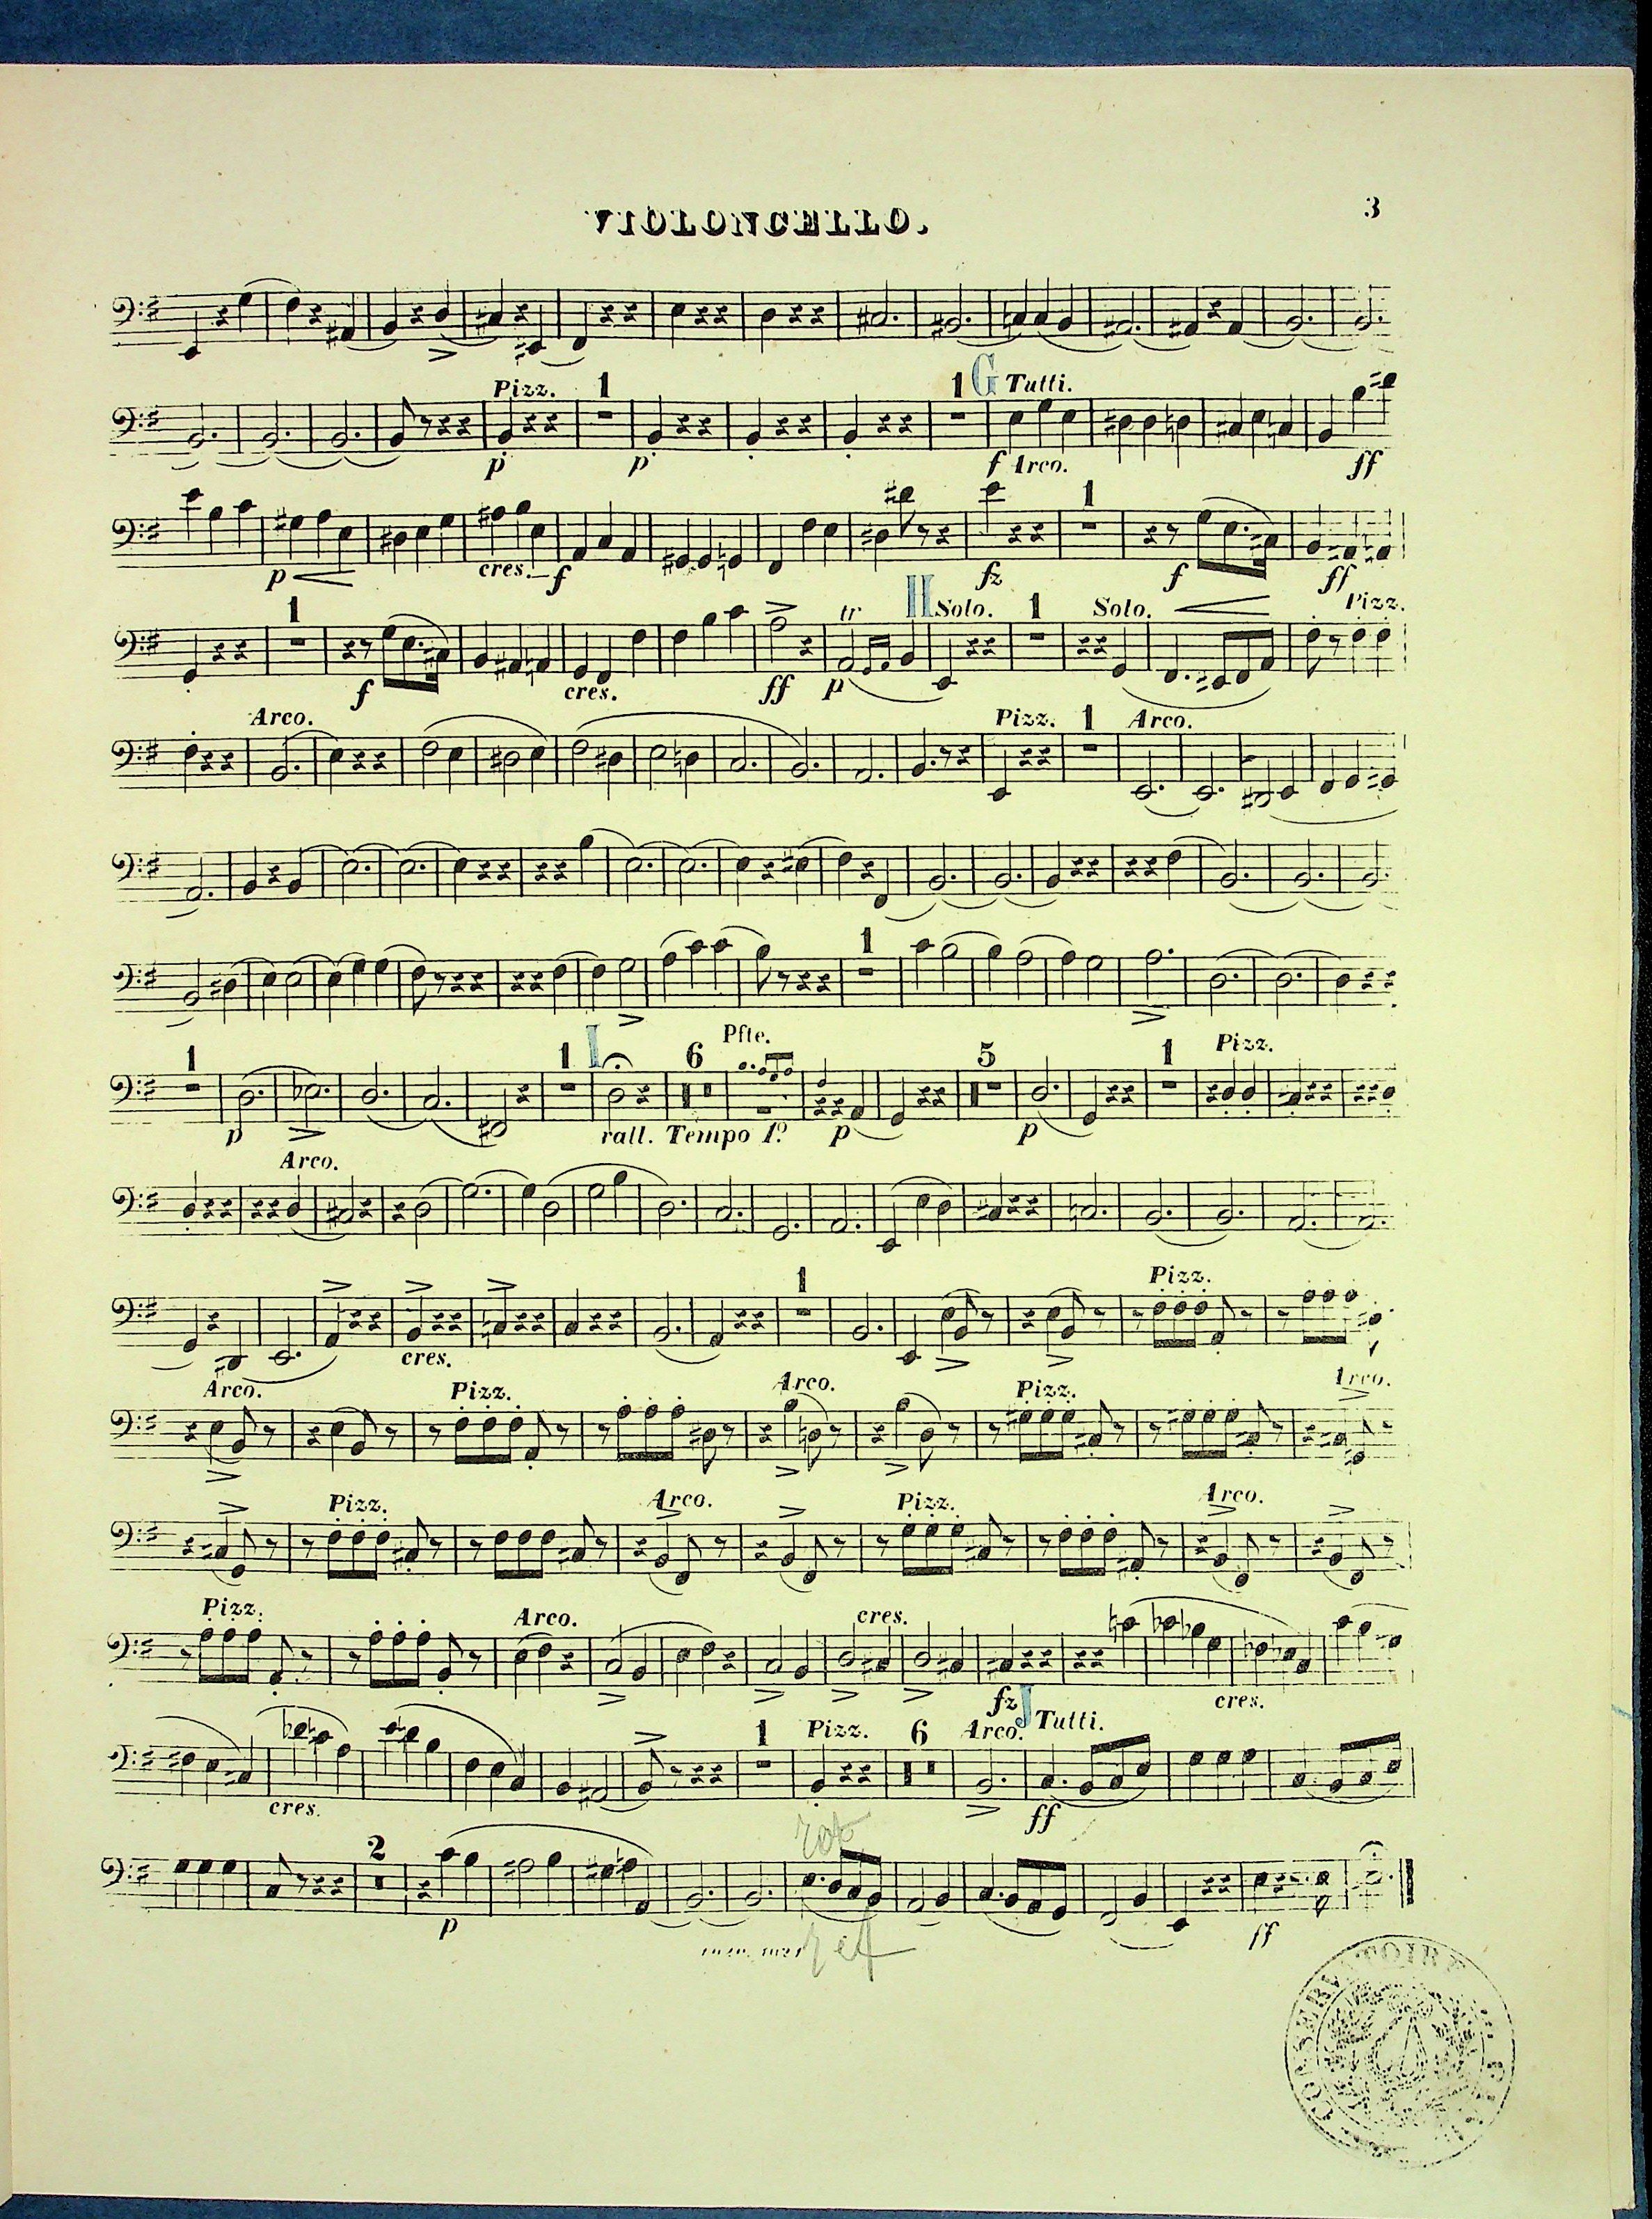 VIOLONCELLO.
3
Pizz. 1 1 G Tutti.
p p f Arco. ff
1
p cres. f fz f ff
1 tr H Solo. 1 Solo. Pizz.
f cres. ff p
Arco. Pizz. 1 Arco.
1
1 1 I 6 Pfte. 5 1 Pizz.
p rall. Tempo 1º p p
Arco.
1 Pizz.
cres.
Arco. Pizz. Arco. Pizz. Arco.
Pizz. Arco. Pizz. Arco.
Pizz. Arco. cres.
fz cres.
1 Pizz. 6 Arco. J Tutti.
cres. ff
2
p ff
CONSERVATOIRE